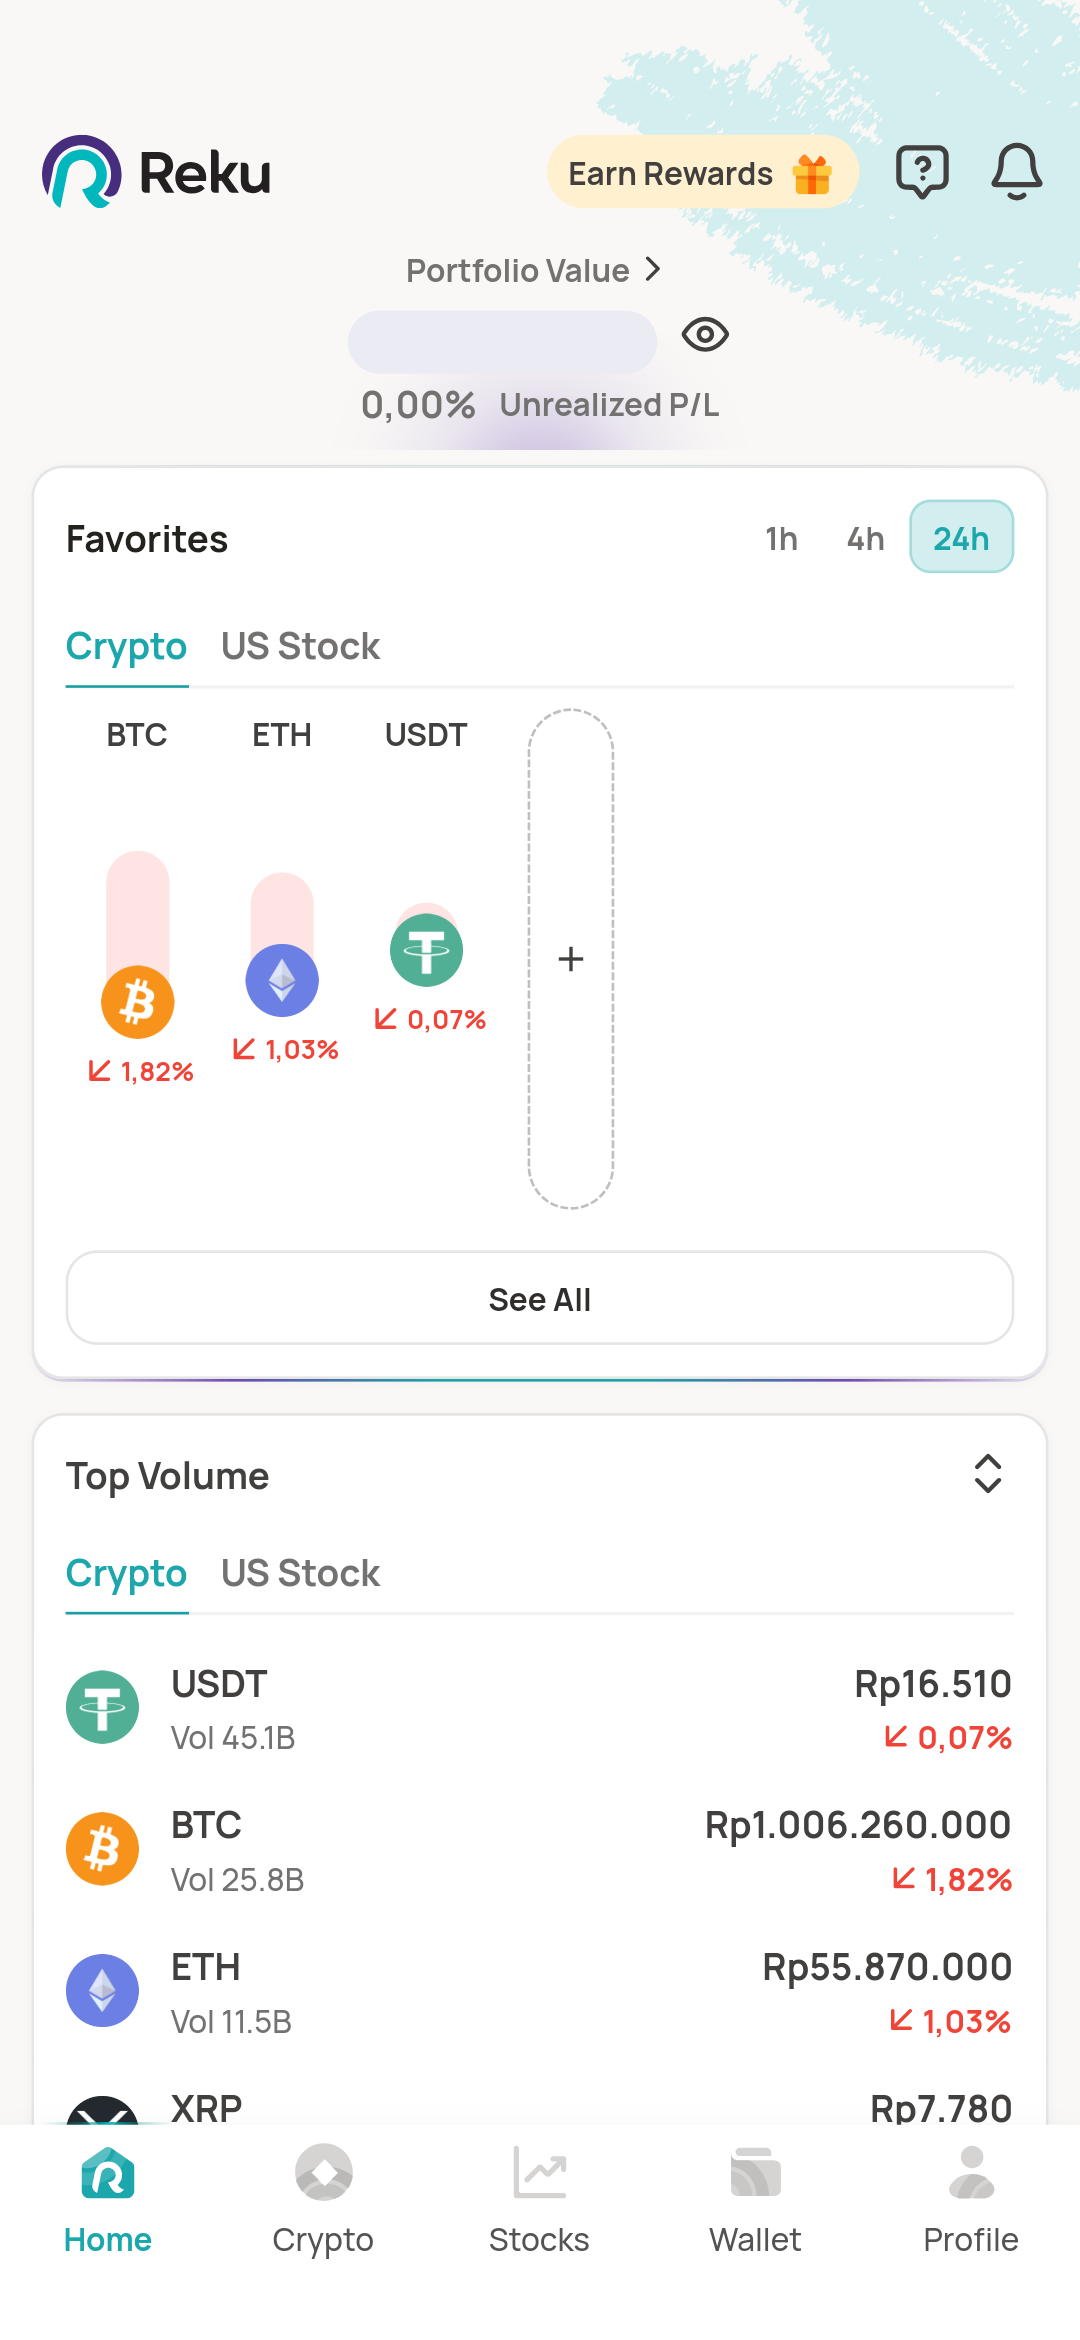 Reku
Earn Rewards
Portfolio Value
0,00% Unrealized P/L
Favorites
1h 4h 24h
Crypto US Stock
BTC ETH USDT
0,07%
1,03%
1,82%
See All
Top Volume
Crypto US Stock
USDT Rp16.510
Vol 45.1B 0,07%
BTC Rp1.006.260.000
Vol 25.8B 1,82%
ETH Rp55.870.000
Vol 11.5B 1,03%
XRP Rp7.780
Home Crypto Stocks Wallet Profile